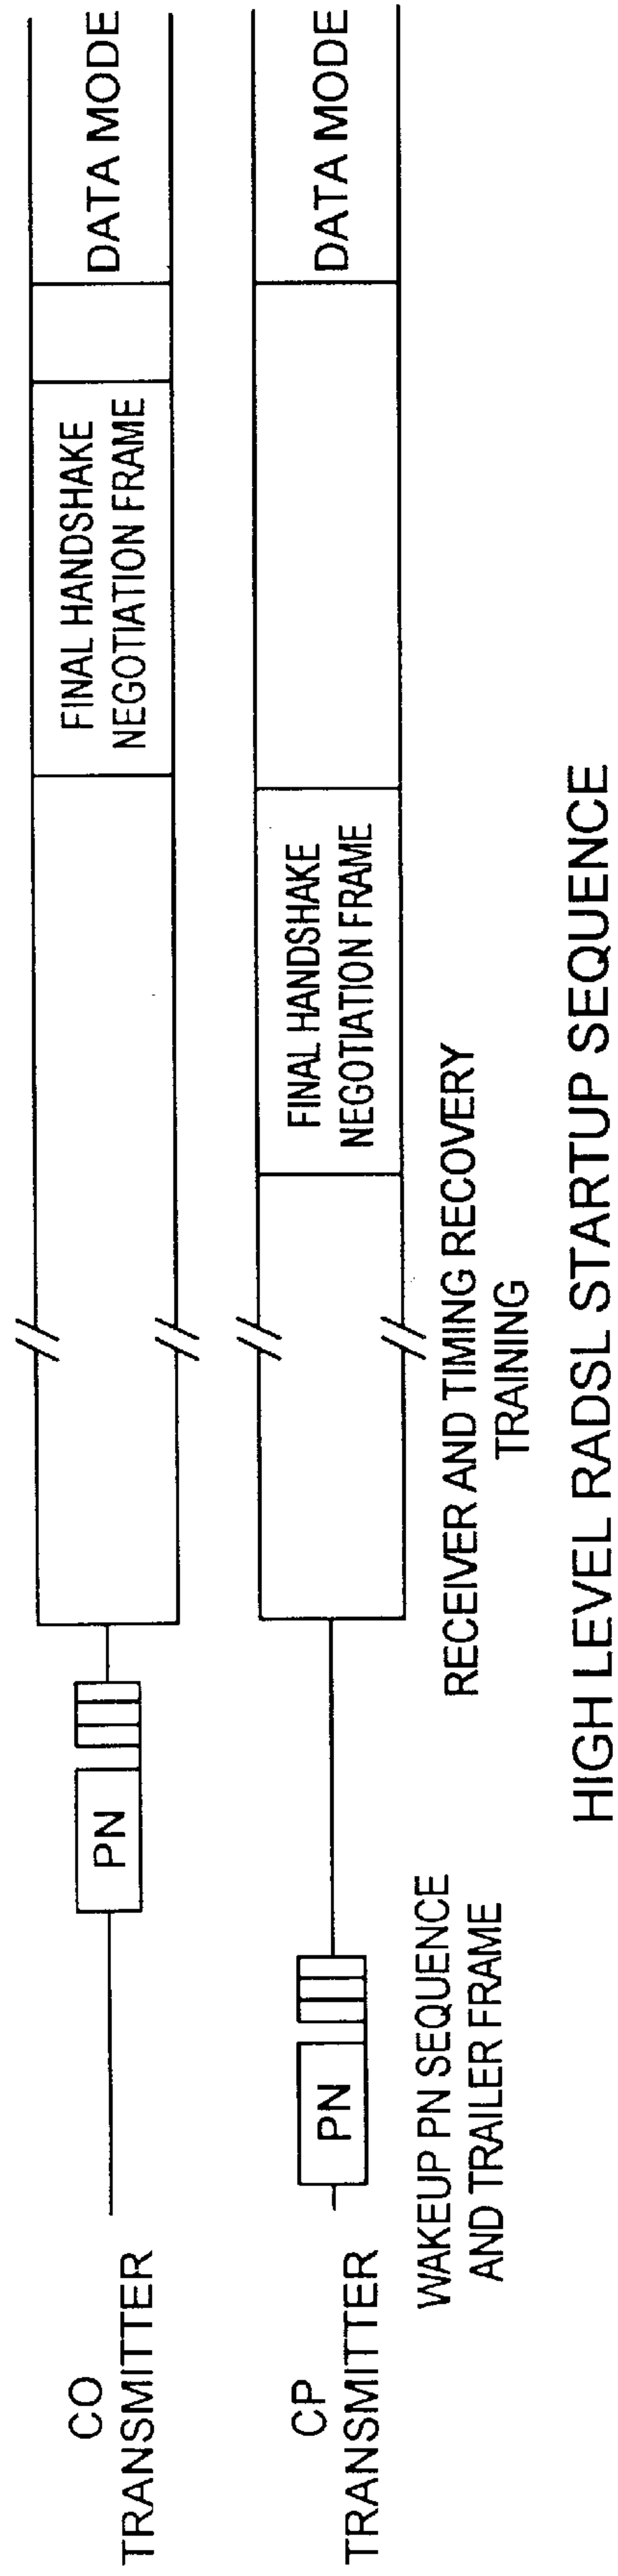 CO
TRANSMITTER
PN
FINAL HANDSHAKE
NEGOTIATION FRAME
DATA MODE
CP
TRANSMITTER
PN
FINAL HANDSHAKE
NEGOTIATION FRAME
DATA MODE
WAKEUP PN SEQUENCE
AND TRAILER FRAME
RECEIVER AND TIMING RECOVERY
TRAINING
HIGH LEVEL RADSL STARTUP SEQUENCE